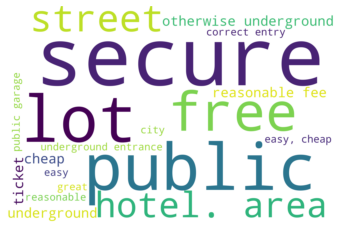 street
otherwise underground
correct entry
secure
reasonable fee
free
lot
public garage
city
easy, cheap
ticket
underground entrance
public
cheap
easy
reasonable
great
hotel. area
underground